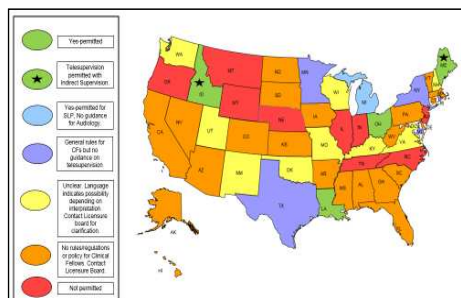 Yes-permitted
Telesupervision
permitted with
Indirect Supervision
Yes-permitted for
SLP, No guidance
for Audiology.
General rules for
CFs but no
guidance on
telesupervision
Unclear. Language
indicates possibility
depending on
interpretation.
Contact Licensure
board for
clarification.
No rules/regulations
or policy for Clinical
Fellows. Contact
Licensure Board.
Not permitted
WA
MT
ND
MN
ME
OR
ID
SD
WI
MI
NY
WY
IA
PA
NE
NV
UT
CO
KS
MO
IL
IN
OH
WV
KY
CA
AZ
NM
OK
AR
TN
NC
SC
MS
AL
GA
TX
LA
AK
HI